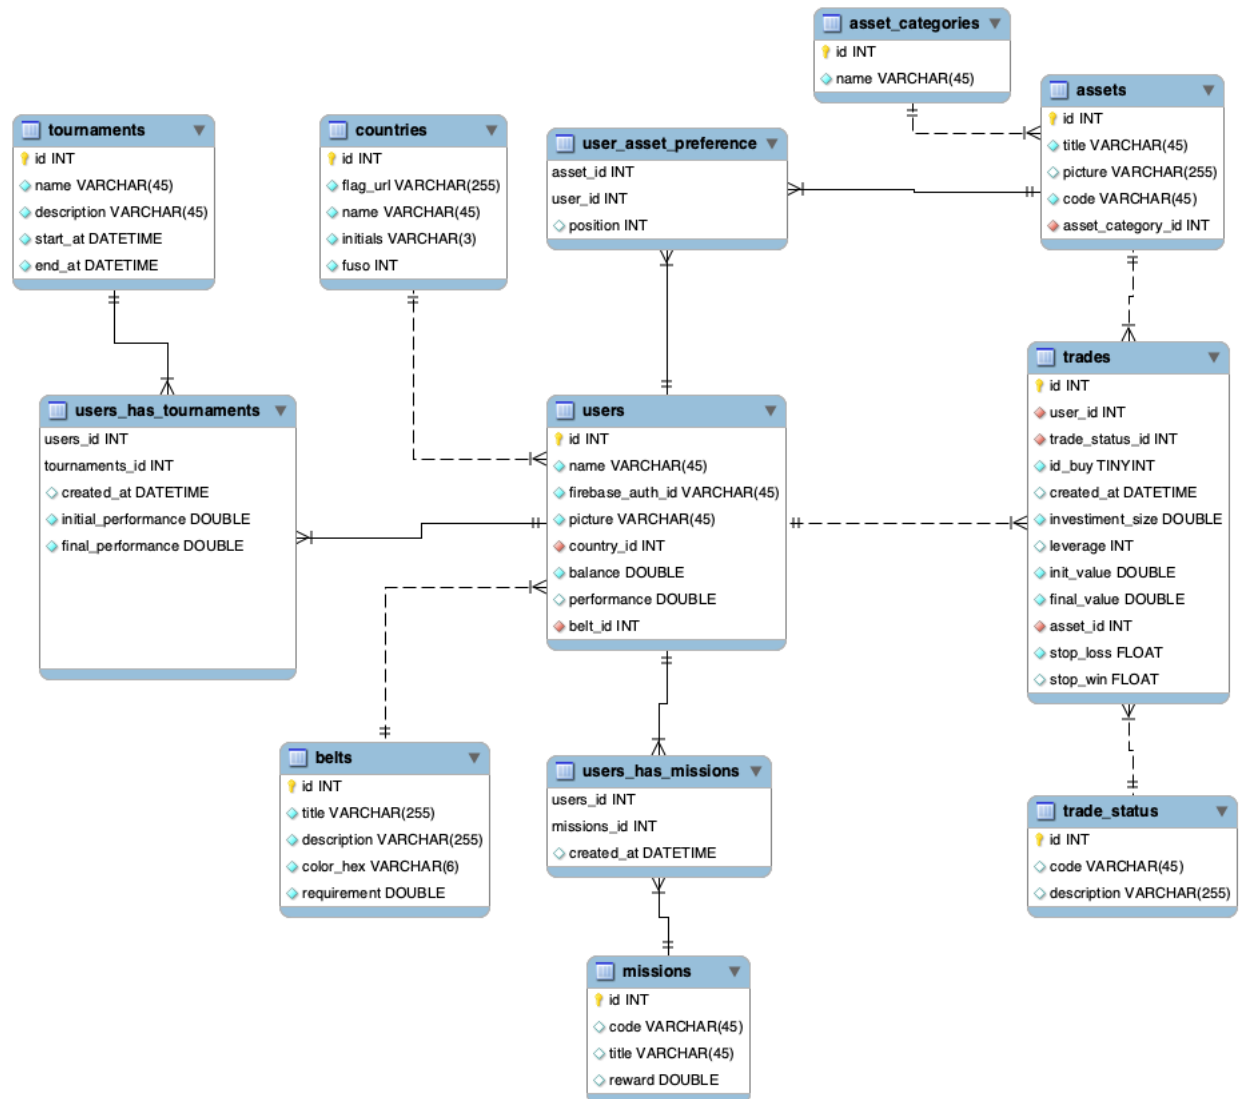 asset_categories
id INT
name VARCHAR(45)
assets
id INT
title VARCHAR(45)
picture VARCHAR(255)
code VARCHAR(45)
asset_category_id INT
tournaments
id INT
name VARCHAR(45)
description VARCHAR(45)
start_at DATETIME
end_at DATETIME
countries
id INT
flag_url VARCHAR(255)
name VARCHAR(45)
initials VARCHAR(3)
fuso INT
user_asset_preference
asset_id INT
user_id INT
position INT
users_has_tournaments
users_id INT
tournaments_id INT
created_at DATETIME
initial_performance DOUBLE
final_performance DOUBLE
users
id INT
name VARCHAR(45)
firebase_auth_id VARCHAR(45)
picture VARCHAR(45)
country_id INT
balance DOUBLE
performance DOUBLE
belt_id INT
trades
id INT
user_id INT
trade_status_id INT
id_buy TINYINT
created_at DATETIME
investiment_size DOUBLE
leverage INT
init_value DOUBLE
final_value DOUBLE
asset_id INT
stop_loss FLOAT
stop_win FLOAT
belts
id INT
title VARCHAR(255)
description VARCHAR(255)
color_hex VARCHAR(6)
requirement DOUBLE
users_has_missions
users_id INT
missions_id INT
created_at DATETIME
trade_status
id INT
code VARCHAR(45)
description VARCHAR(255)
missions
id INT
code VARCHAR(45)
title VARCHAR(45)
reward DOUBLE